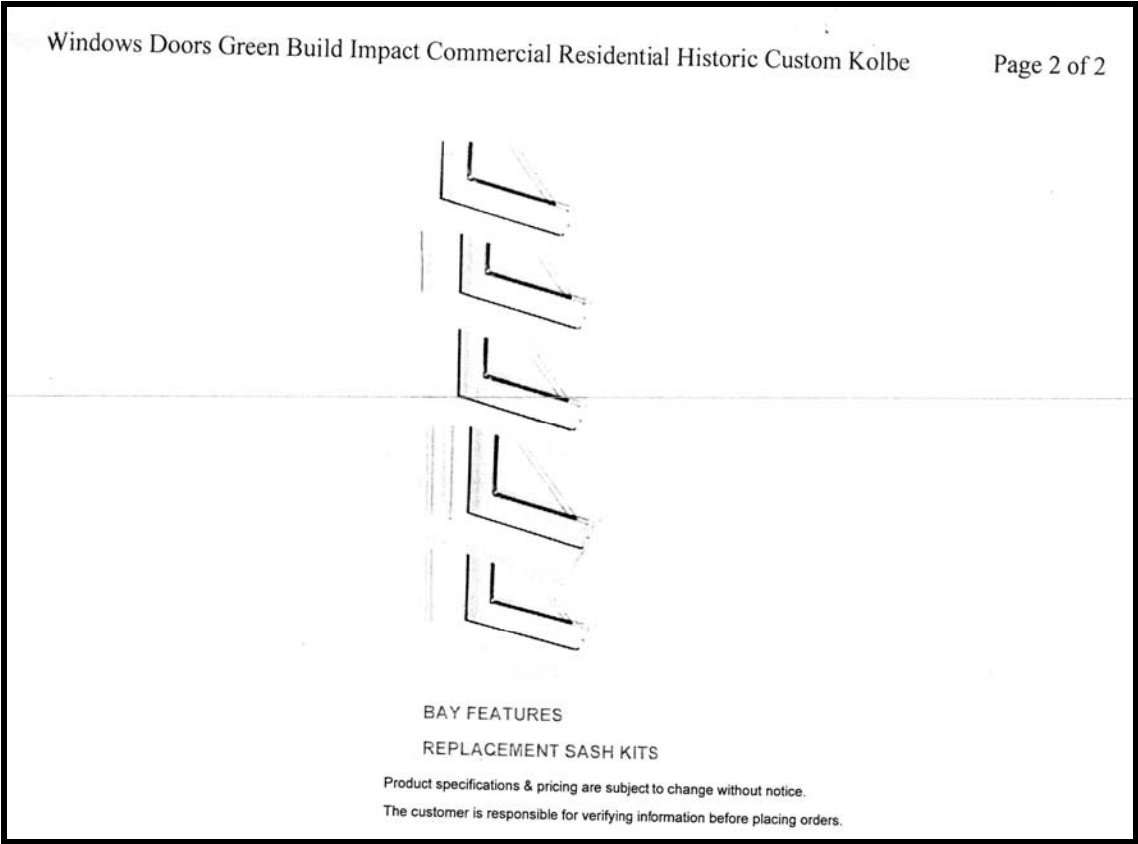 Windows Doors Green Build Impact Commercial Residential Historic Custom Kolbe Page 2 of 2
BAY FEATURES
REPLACEMENT SASH KITS
Product specifications & pricing are subject to change without notice.
The customer is responsible for verifying information before placing orders.